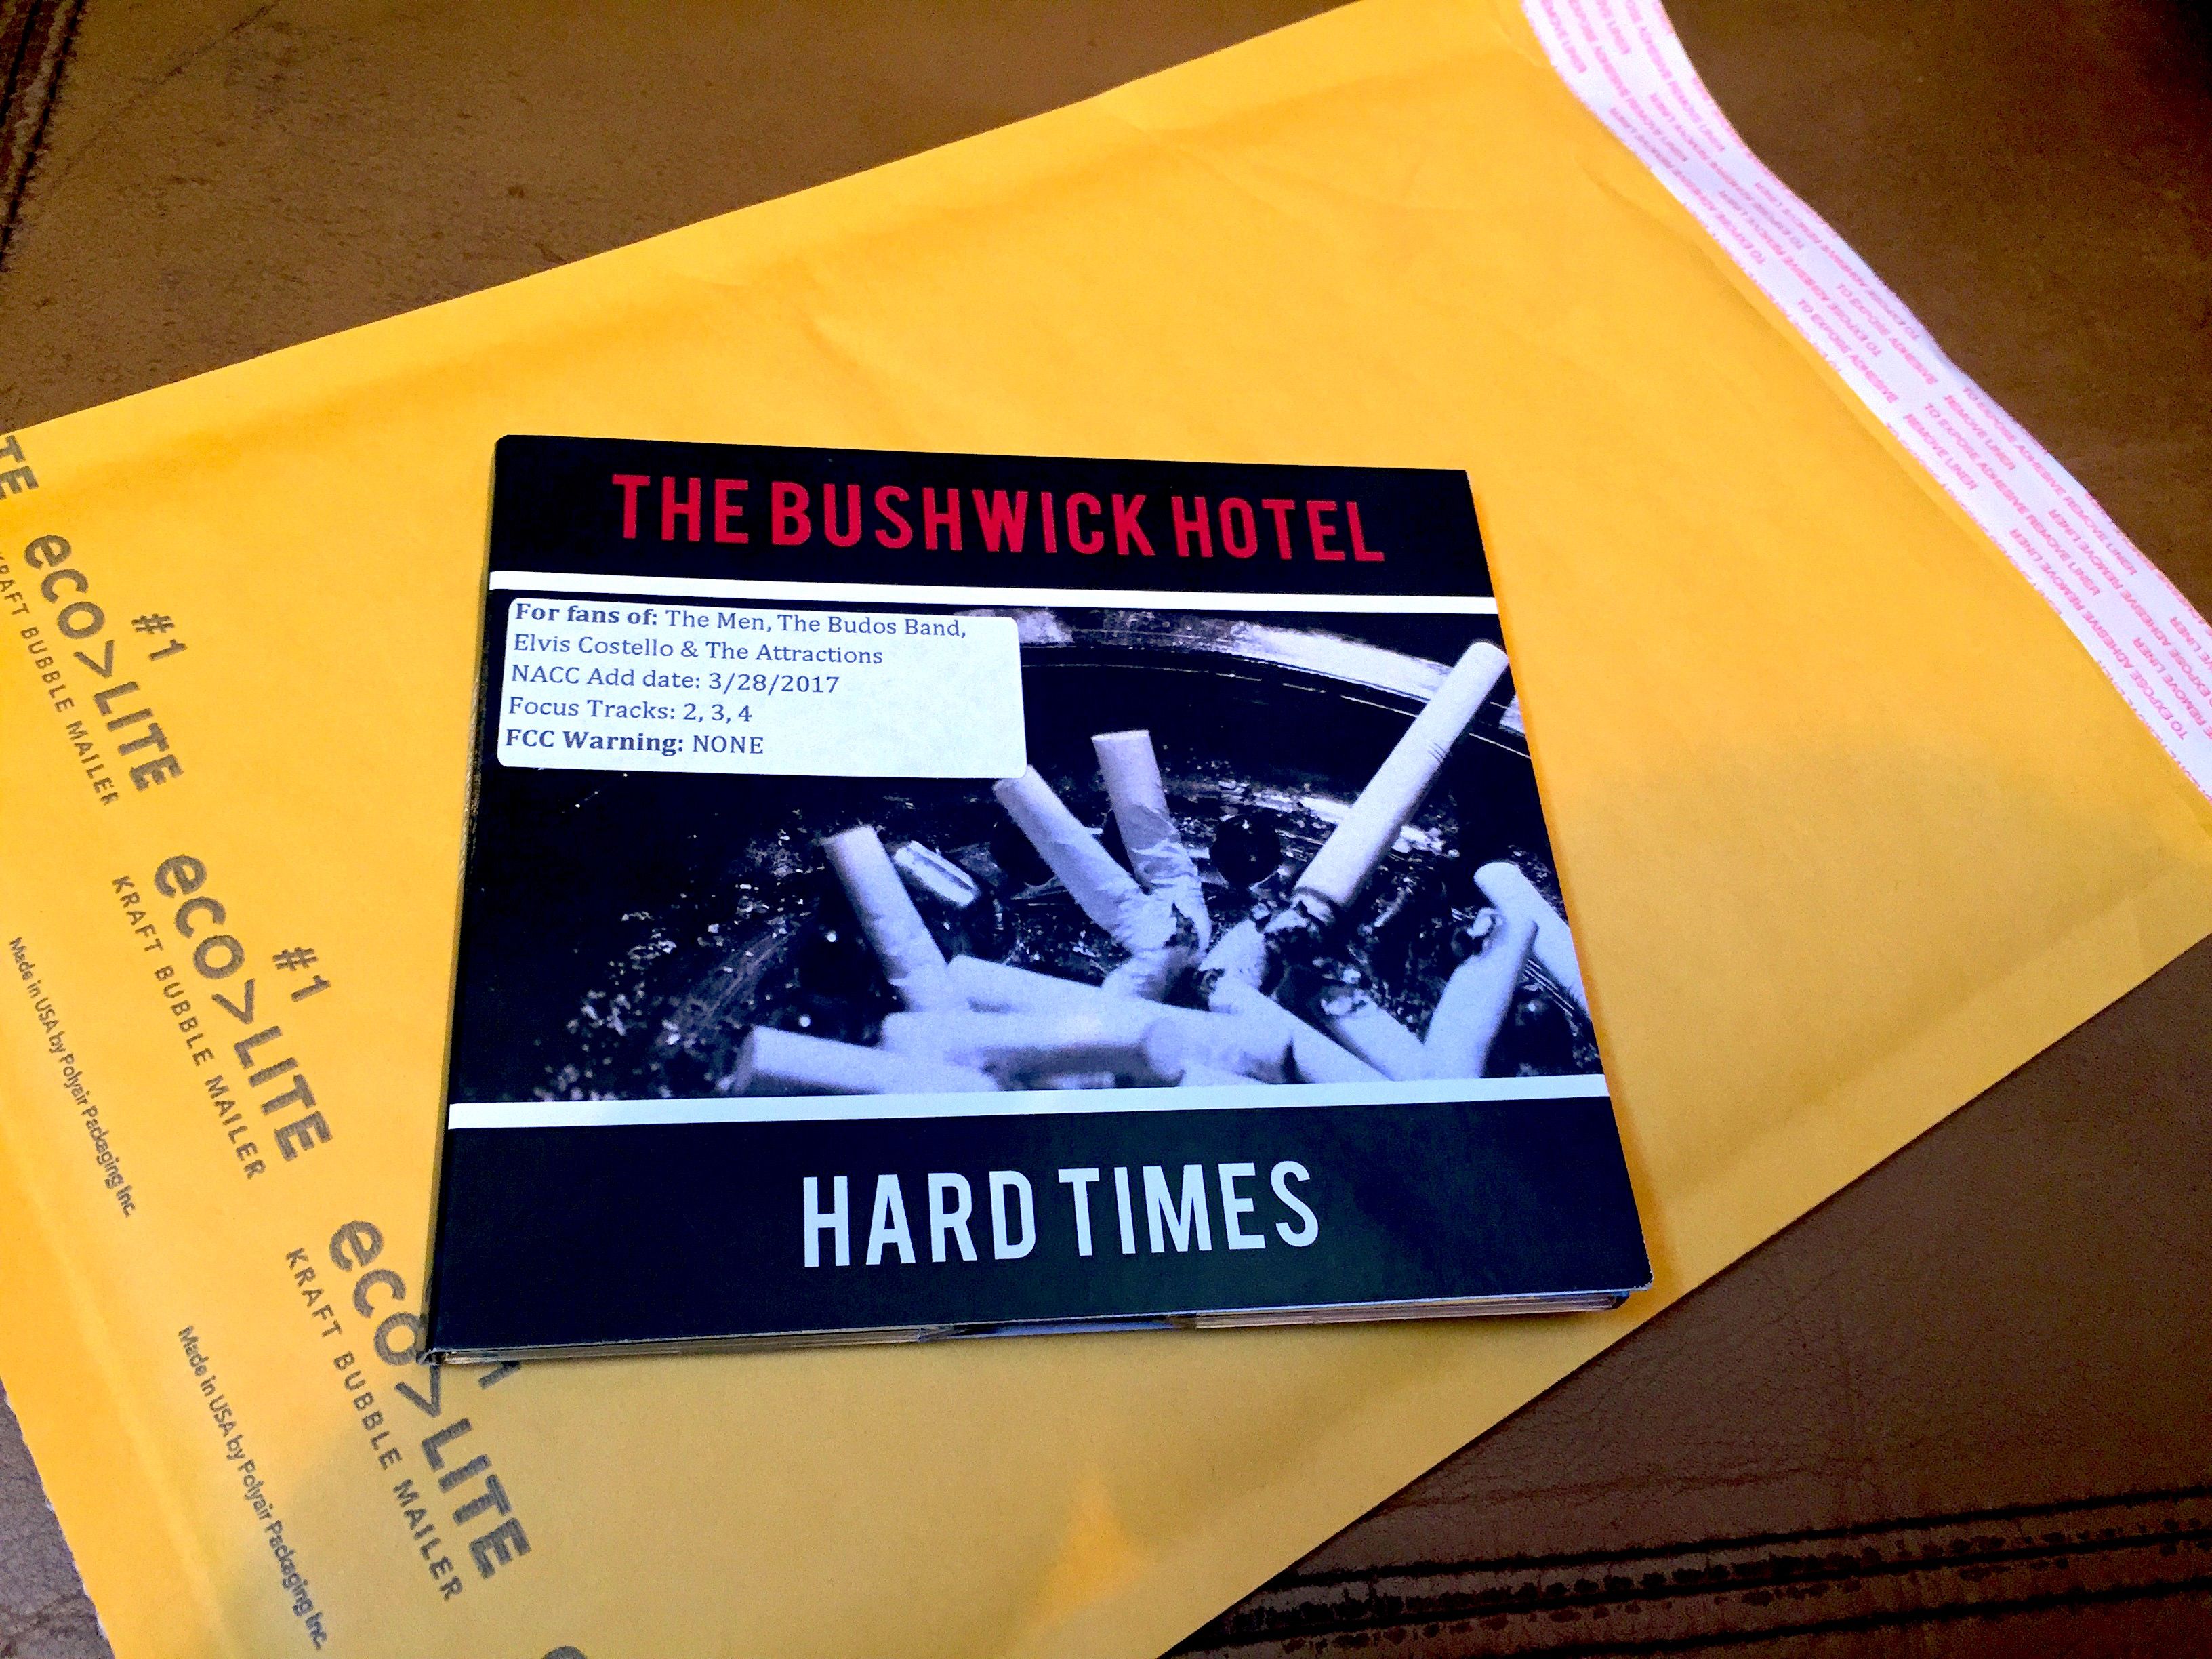 THE BUSHWICK HOTEL
For fans of: The Men, The Budos Band,
Elvis Costello & The Attractions
NACC Add date: 3/28/2017
Focus Tracks: 2, 3, 4
FCC Warning: NONE
HARD TIMES
#1
eco>LITE
KRAFT BUBBLE MAILER
#1
eco>LITE
KRAFT BUBBLE MAILER
Made in USA by Polyair Packaging Inc.
eco>LITE
KRAFT BUBBLE MAILER
Made in USA by Polyair Packaging Inc.
TO EXPOSE ADHESIVE REMOVE LINER